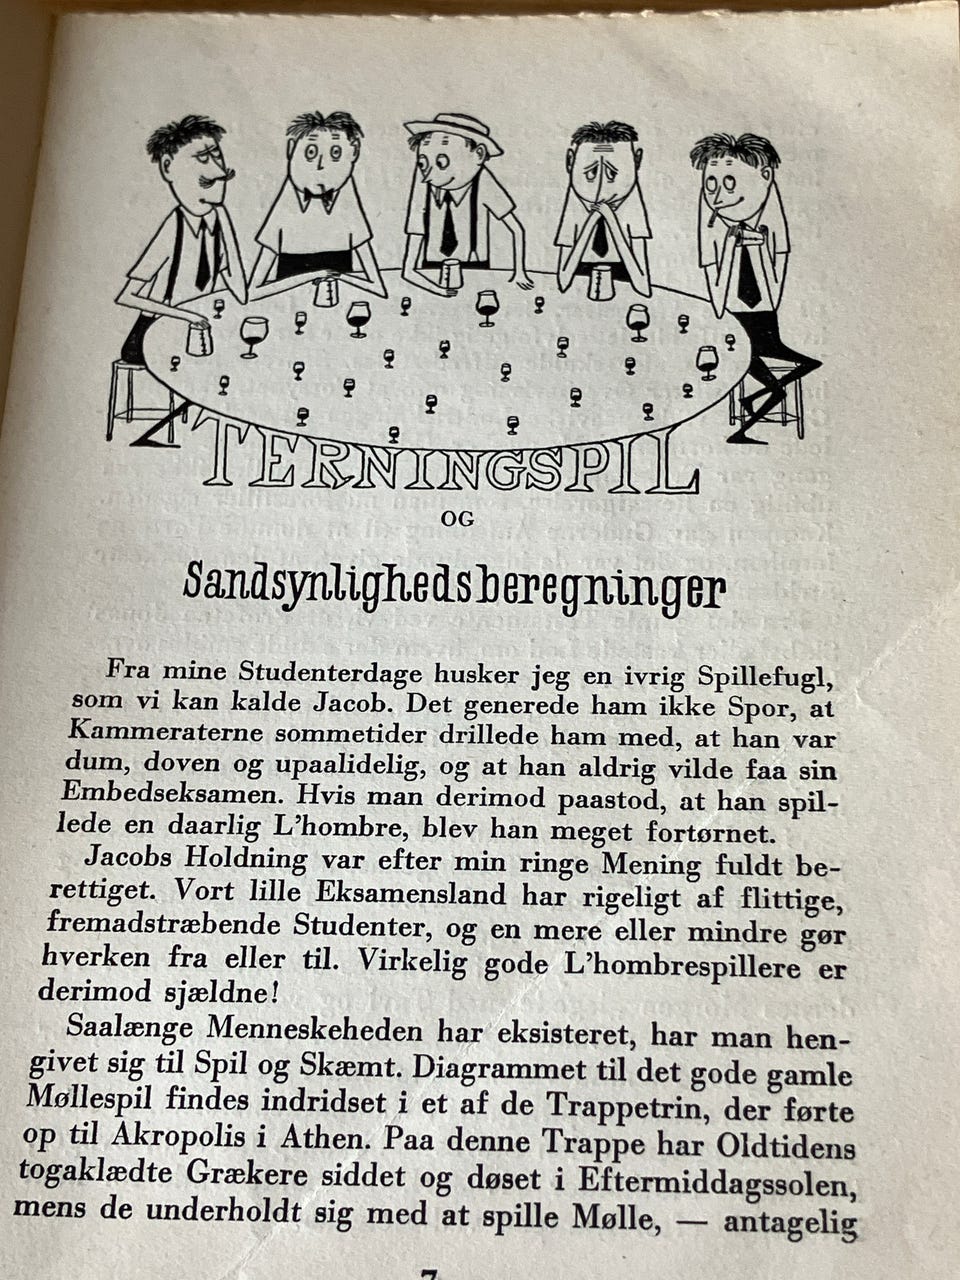 TERNINGSPIL
OG
Sandsynlighedsberegninger
Fra mine Studenterdage husker jeg en ivrig Spillefugl,
som vi kan kalde Jacob. Det generede ham ikke Spor, at
Kammeraterne sommetider drillede ham med, at han var
dum, doven og upaalidelig, og at han aldrig vilde faa sin
Embedseksamen. Hvis man derimod paastod, at han spil-
lede en daarlig L'hombre, blev han meget fortørnet.
Jacobs Holdning var efter min ringe Mening fuldt be-
rettiget. Vort lille Eksamensland har rigeligt af flittige,
fremadstræbende Studenter, og en mere eller mindre gør
hverken fra eller til. Virkelig gode L'hombrespillere er
derimod sjældne!
Saalænge Menneskeheden har eksisteret, har man hen-
givet sig til Spil og Skæmt. Diagrammet til det gode gamle
Møllespil findes indridset i et af de Trappetrin, der førte
op til Akropolis i Athen. Paa denne Trappe har Oldtidens
togaklædte Grækere siddet og døset i Eftermiddagssolen,
mens de underholdt sig med at spille Mølle, — antagelig
7